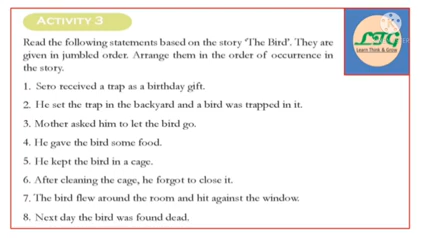 ACTIVITY 3
Read the following statements based on the story 'The Bird'. They are
given in jumbled order. Arrange them in the order of occurrence in
the story.
1. Sero received a trap as a birthday gift.
2. He set the trap in the backyard and a bird was trapped in it.
3. Mother asked him to let the bird go.
4. He gave the bird some food.
5. He kept the bird in a cage.
6. After cleaning the cage, he forgot to close it.
7. The bird flew around the room and hit against the window.
8. Next day the bird was found dead.
LTG
Learn Think & Grow